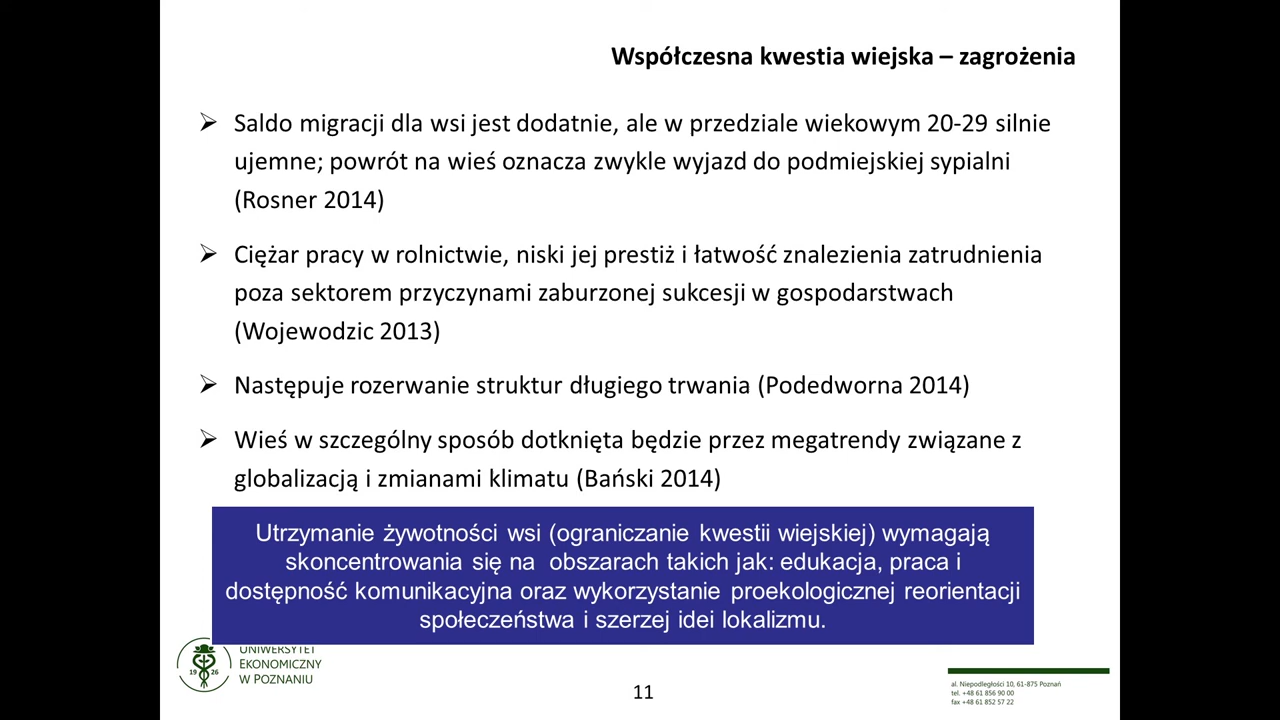 Współczesna kwestia wiejska – zagrożenia
Saldo migracji dla wsi jest dodatnie, ale w przedziale wiekowym 20-29 silnie
ujemne; powrót na wieś oznacza zwykle wyjazd do podmiejskiej sypialni
(Rosner 2014)
Ciężar pracy w rolnictwie, niski jej prestiż i łatwość znalezienia zatrudnienia
poza sektorem przyczynami zaburzonej sukcesji w gospodarstwach
(Wojewodzic 2013)
Następuje rozerwanie struktur długiego trwania (Podedworna 2014)
Wieś w szczególny sposób dotknięta będzie przez megatrendy związane z
globalizacją i zmianami klimatu (Bański 2014)
Utrzymanie żywotności wsi (ograniczanie kwestii wiejskiej) wymagają
skoncentrowania się na obszarach takich jak: edukacja, praca i
dostępność komunikacyjna oraz wykorzystanie proekologicznej reorientacji
społeczeństwa i szerzej idei lokalizmu.
19 26
UNIWERSYTET
EKONOMICZNY
W POZNANIU
11
al. Niepodległości 10, 61-875 Poznań
tel. +48 61 856 90 00
fax +48 61 852 57 22